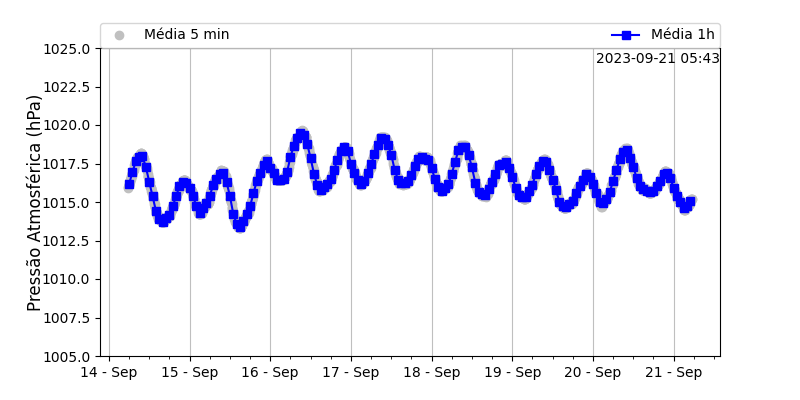 Média 5 min
Média 1h
2023-09-21 05:43
Pressão Atmosférica (hPa)
1025.0
1022.5
1020.0
1017.5
1015.0
1012.5
1010.0
1007.5
1005.0
14 - Sep
15 - Sep
16 - Sep
17 - Sep
18 - Sep
19 - Sep
20 - Sep
21 - Sep